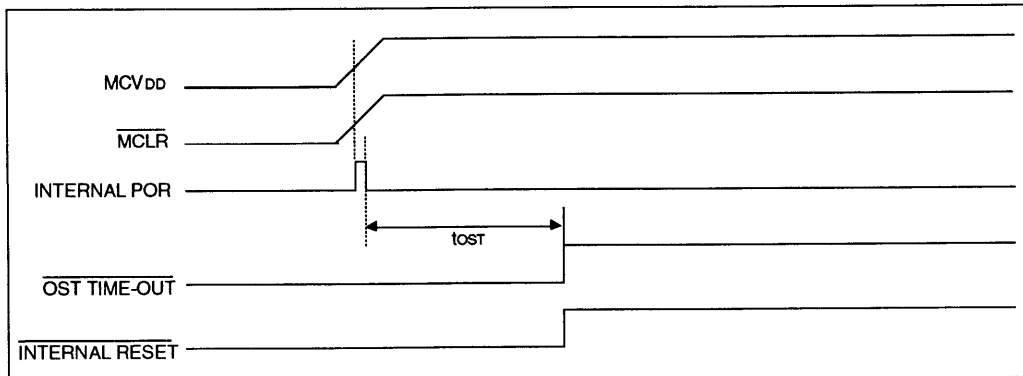 MCVDD
MCLR
INTERNAL POR
tOST
OST TIME-OUT
INTERNAL RESET